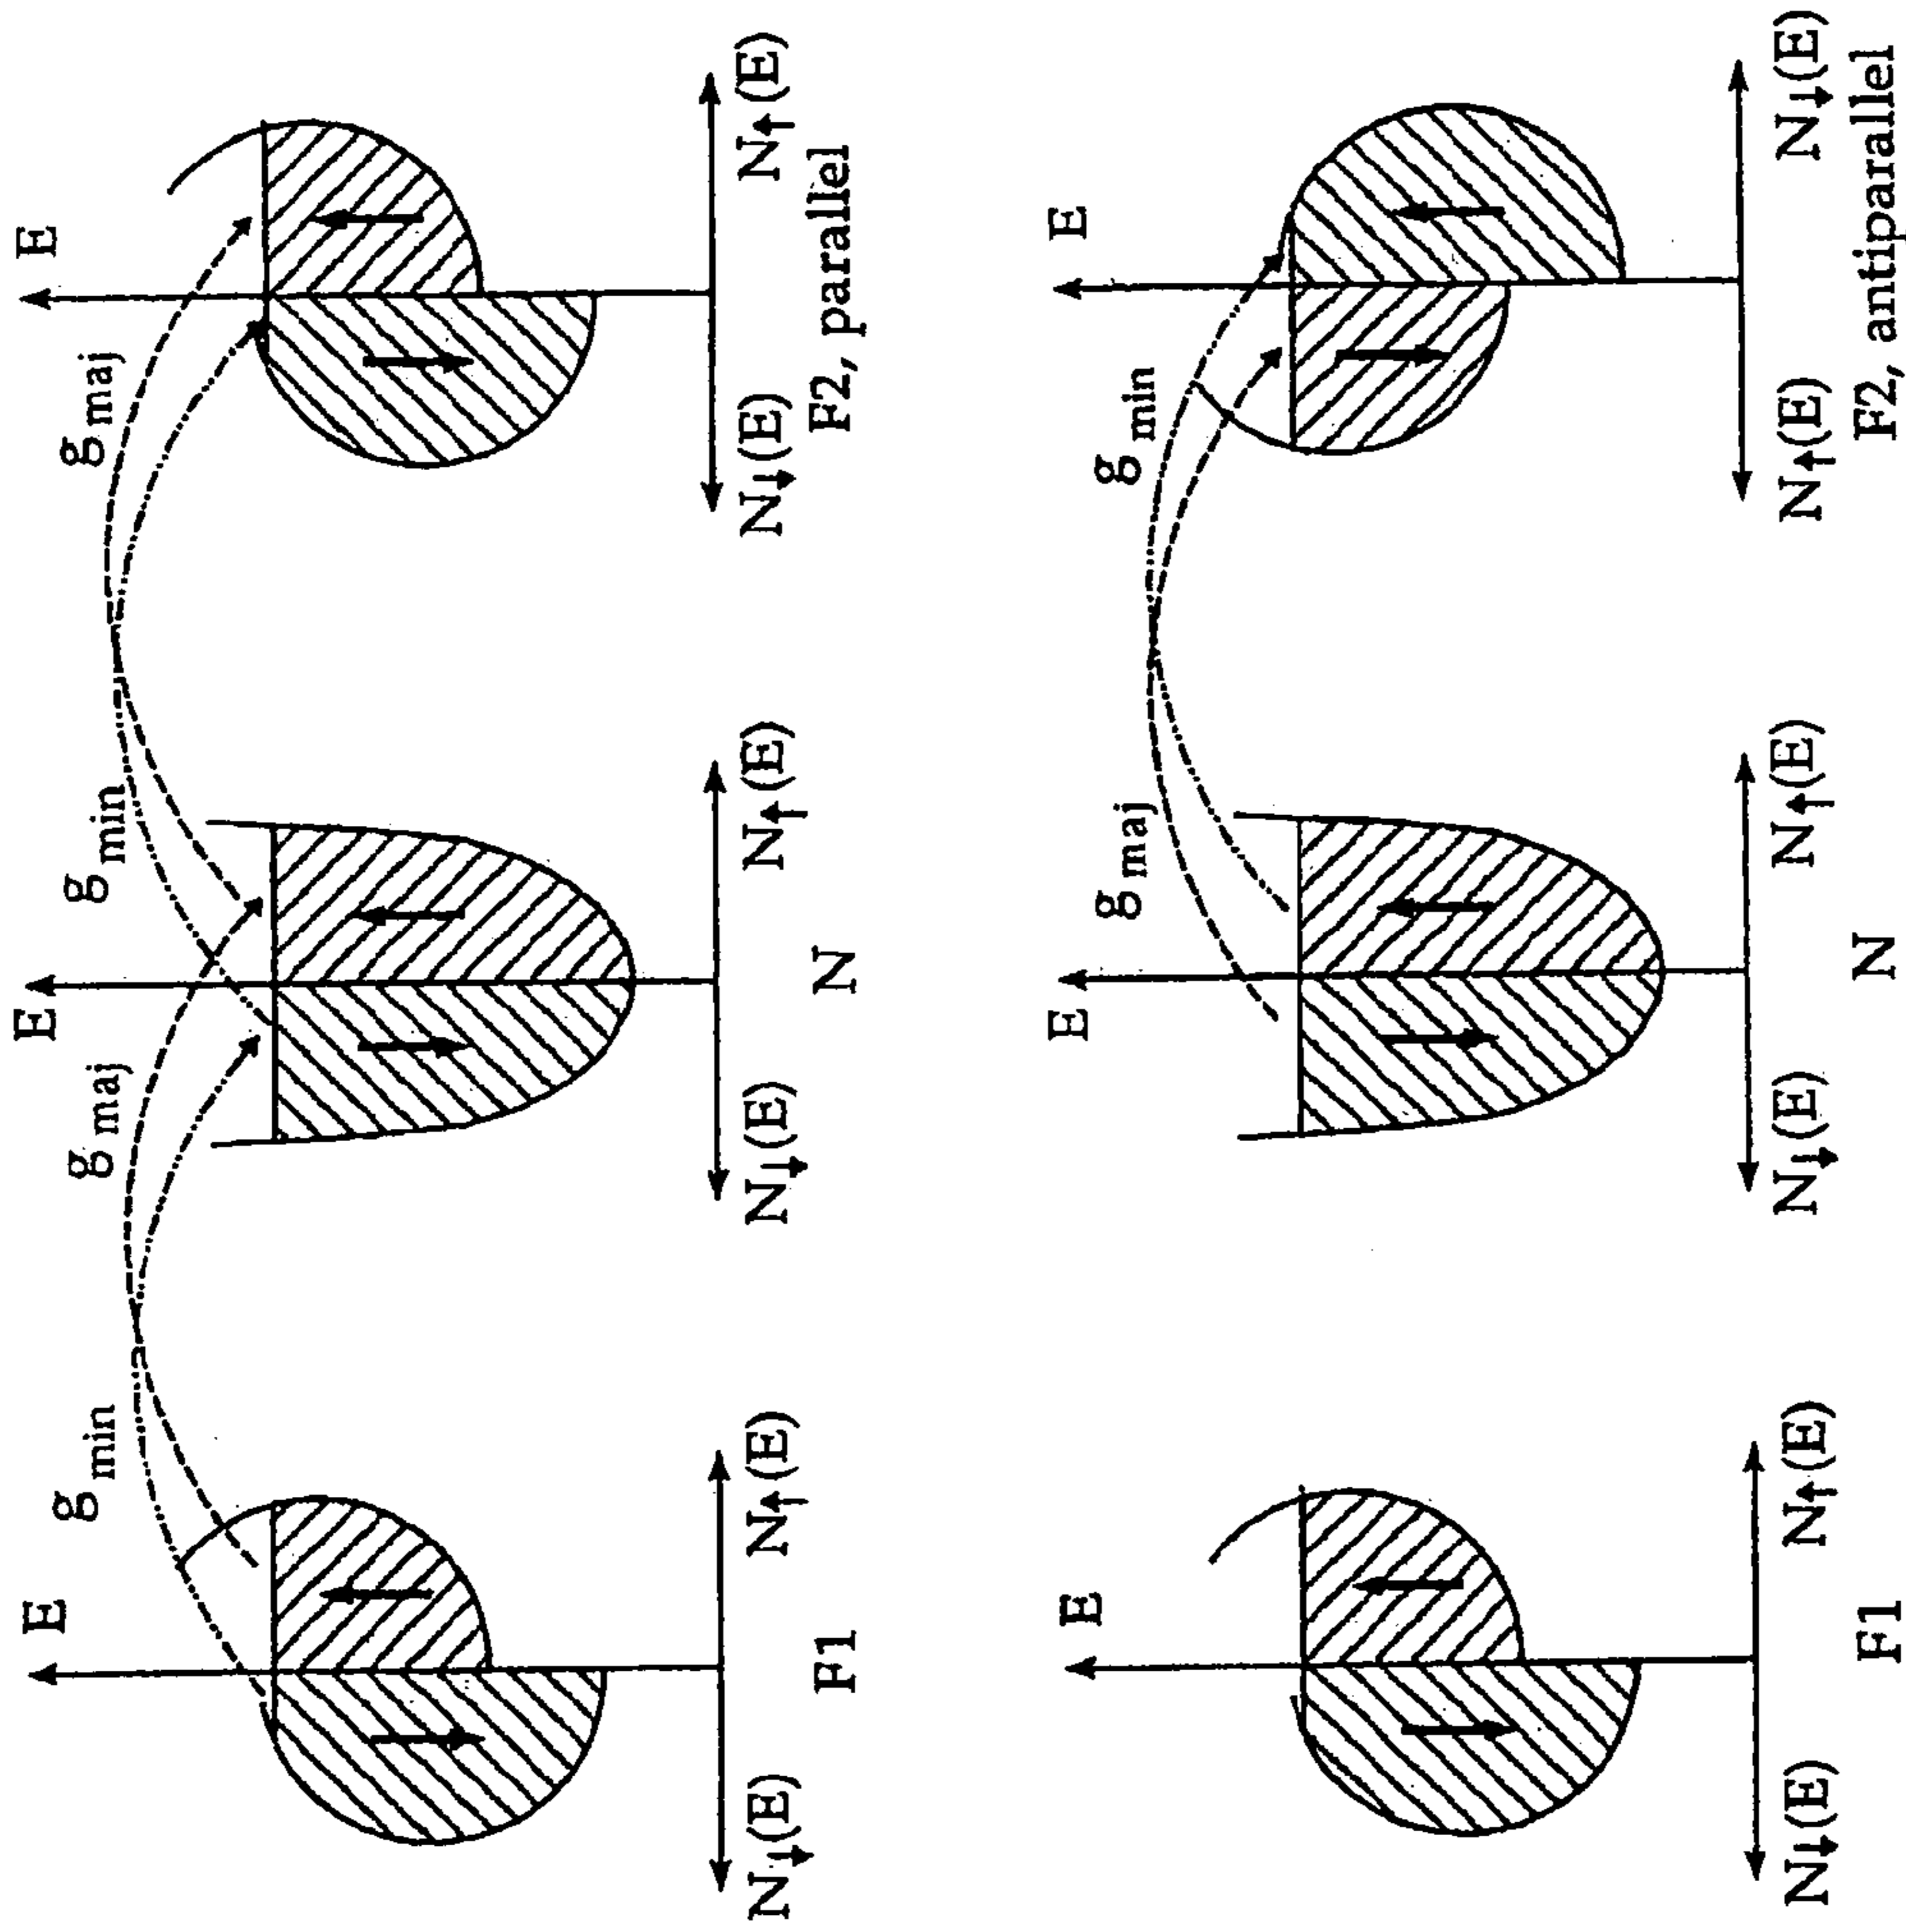 E
E
E
g min
g maj
g min
g maj
N↓(E)
N↑(E)
N↓(E)
N↑(E)
N↓(E)
N↑(E)
F1
N
F2, parallel
E
E
E
g maj
g min
N↓(E)
N↑(E)
N↓(E)
N↑(E)
N↑(E)
N↓(E)
F1
N
F2, antiparallel